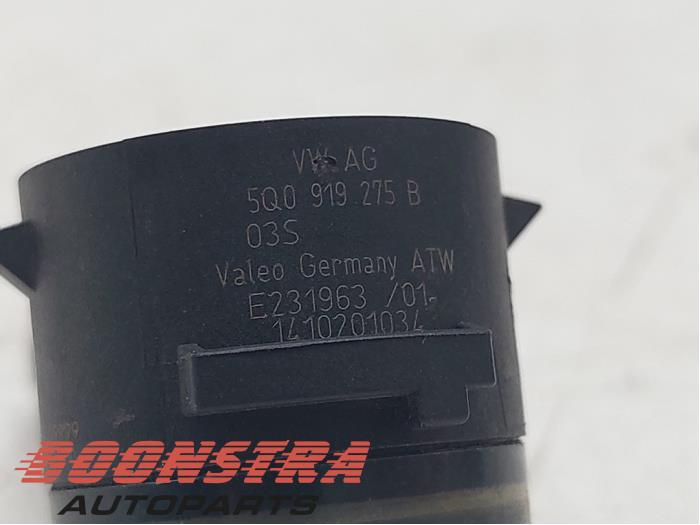 VW AG
5Q0 919 275 B
03S
Valeo Germany ATW
E231963 /01
1410201034
BOONSTRA
AUTOPARTS